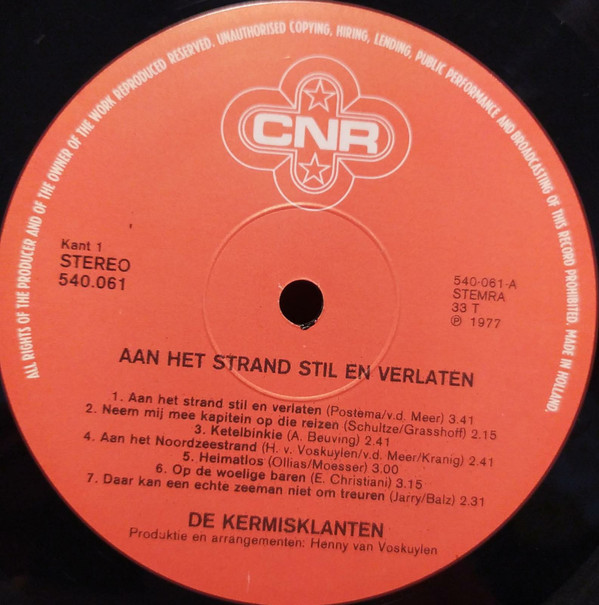 ALL RIGHTS OF THE PRODUCER AND OF THE OWNER OF THE WORK REPRODUCED RESERVED. UNAUTHORISED COPYING, HIRING, LENDING, PUBLIC PERFORMANCE AND BROADCASTING OF THIS RECORD PROHIBITED. MADE IN HOLLAND.
CNR
Kant 1
STEREO
540.061
540-061-A
STEMRA
33 T
℗ 1977
AAN HET STRAND STIL EN VERLATEN
1. Aan het strand stil en verlaten (Postema/v.d. Meer) 3.41
2. Neem mij mee kapitein op die reizen (Schultze/Grasshoff) 2.15
3. Ketelbinkie (A. Beuving) 2.41
4. Aan het Noordzeestrand (H. v. Voskuylen/v.d. Meer/Kranig) 2.41
5. Heimatlos (Ollias/Moesser) 3.00
6. Op de woelige baren (E. Christiani) 3.15
7. Daar kan een echte zeeman niet om treuren (Jarry/Balz) 2.31
DE KERMISKLANTEN
Produktie en arrangementen: Henny van Voskuylen